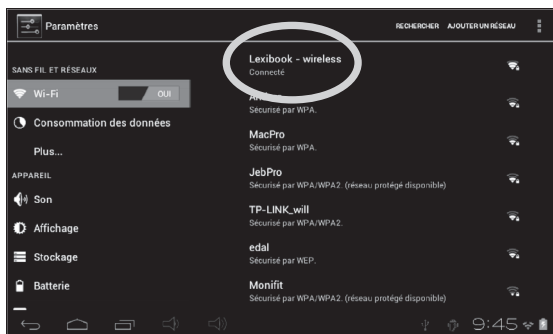 Paramètres
RECHERCHER AJOUTER UN RÉSEAU
SANS FIL ET RÉSEAUX
Wi-Fi OUI
Consommation des données
Plus...
APPAREIL
Son
Affichage
Stockage
Batterie
Lexibook - wireless
Connecté
Sécurisé par WPA.
MacPro
Sécurisé par WPA.
JebPro
Sécurisé par WPA/WPA2. (réseau protégé disponible)
TP-LINK_will
Sécurisé par WPA/WPA2.
edal
Sécurisé par WEP.
Monifit
Sécurisé par WPA/WPA2. (réseau protégé disponible)
9:45